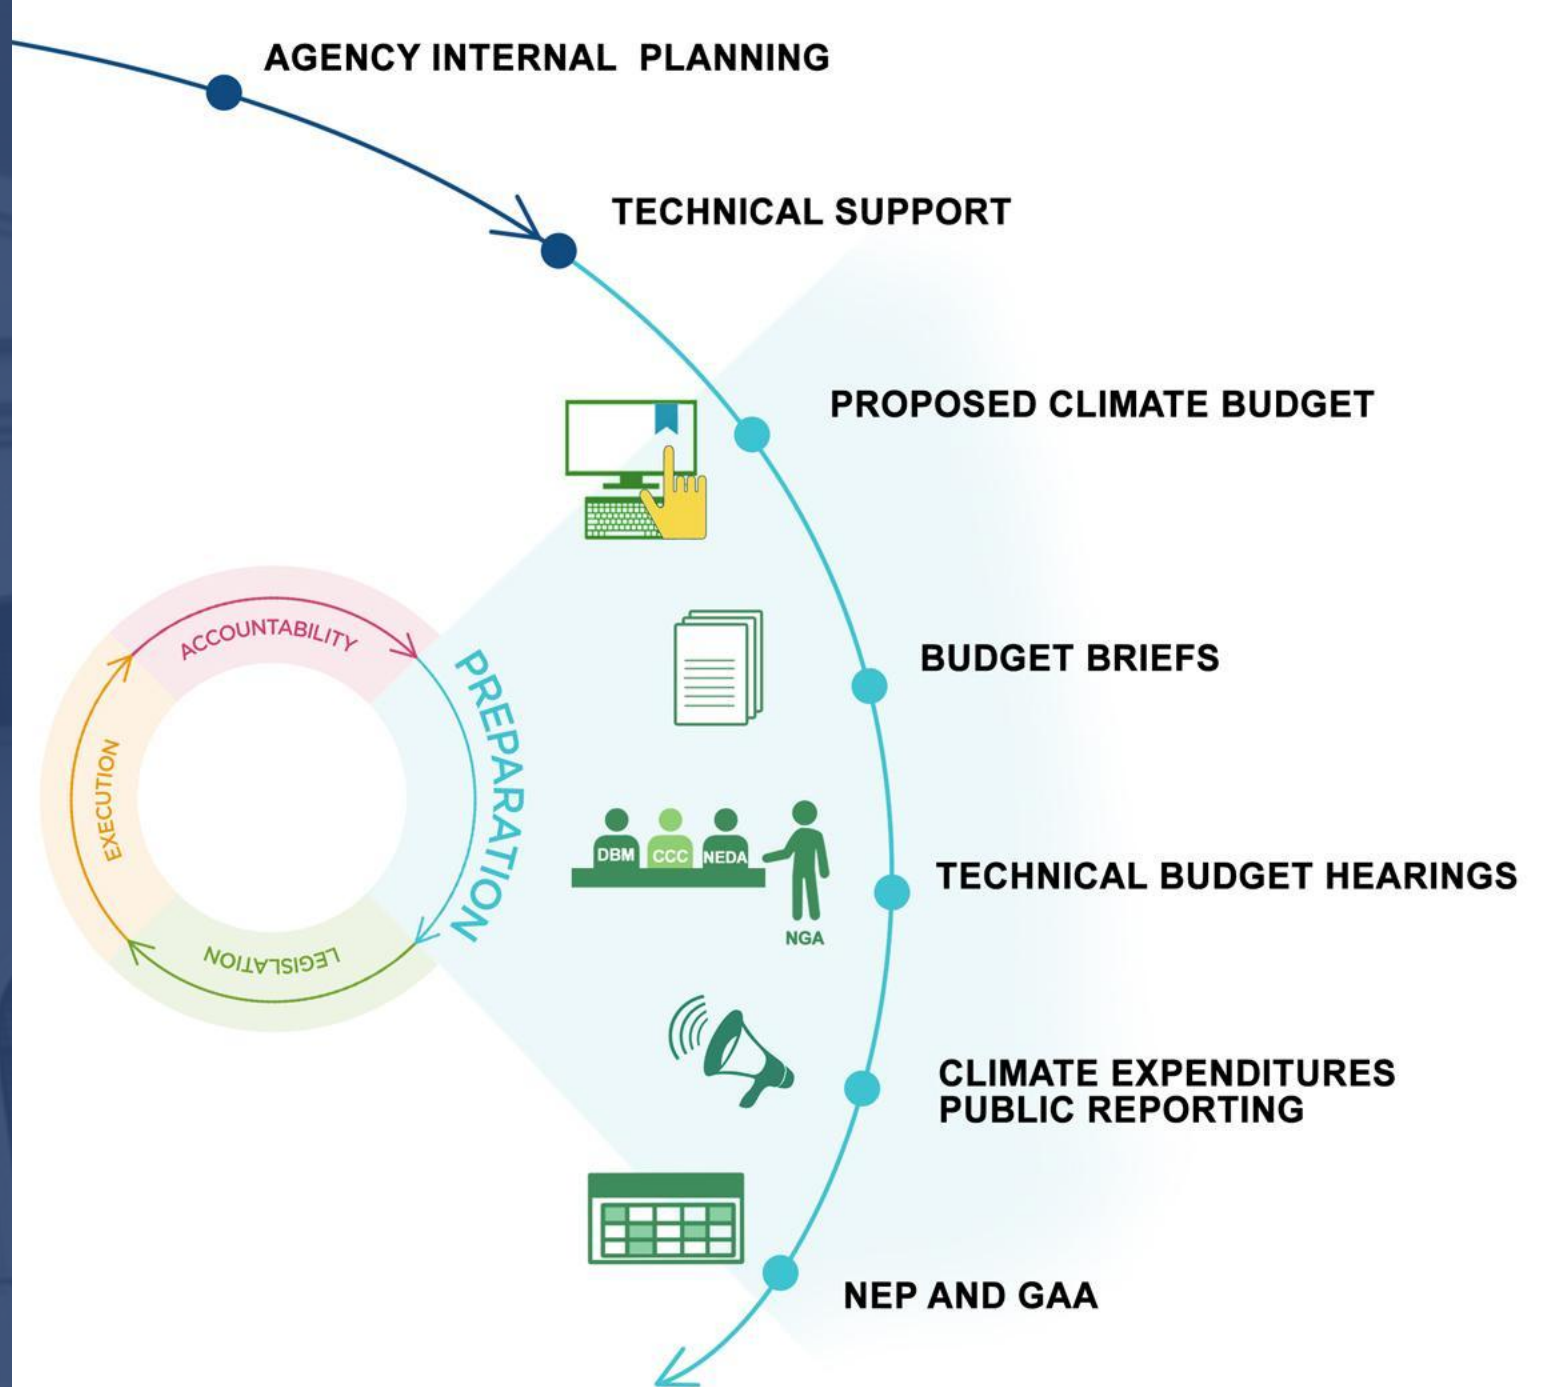 AGENCY INTERNAL PLANNING
TECHNICAL SUPPORT
PROPOSED CLIMATE BUDGET
BUDGET BRIEFS
ACCOUNTABILITY
PREPARATION
EXECUTION
LEGISLATION
DBM CCC NEDA
NGA
TECHNICAL BUDGET HEARINGS
CLIMATE EXPENDITURES
PUBLIC REPORTING
NEP AND GAA